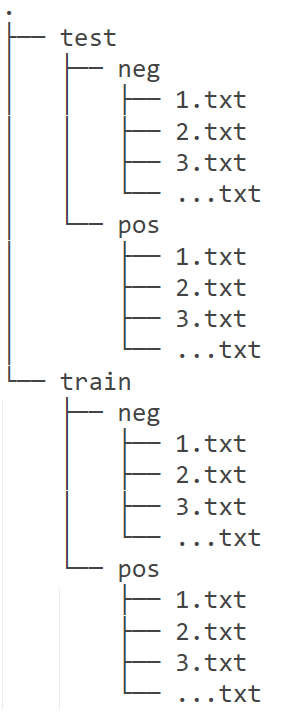 .
├── test
│   ├── neg
│   │   ├── 1.txt
│   │   ├── 2.txt
│   │   ├── 3.txt
│   │   └── ...txt
│   └── pos
│       ├── 1.txt
│       ├── 2.txt
│       ├── 3.txt
│       └── ...txt
└── train
    ├── neg
    │   ├── 1.txt
    │   ├── 2.txt
    │   ├── 3.txt
    │   └── ...txt
    └── pos
        ├── 1.txt
        ├── 2.txt
        ├── 3.txt
        └── ...txt